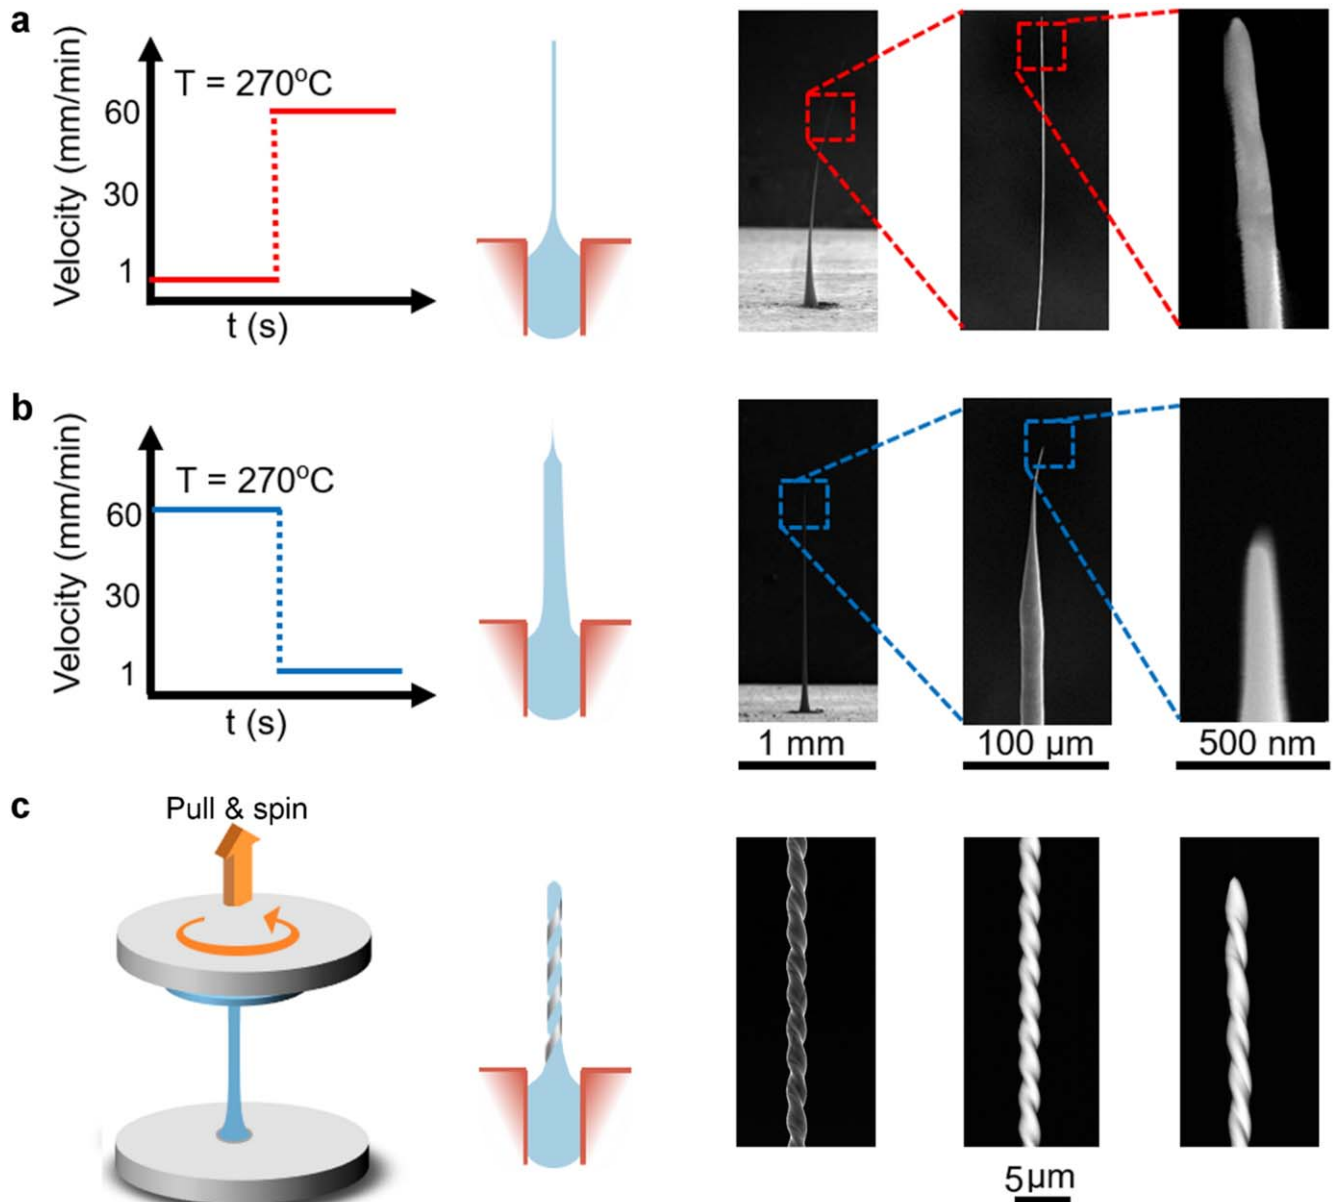 a
Velocity (mm/min)
60
30
1
T = 270°C
t (s)
b
Velocity (mm/min)
60
30
1
T = 270°C
t (s)
1 mm
100 µm
500 nm
c
Pull & spin
5µm